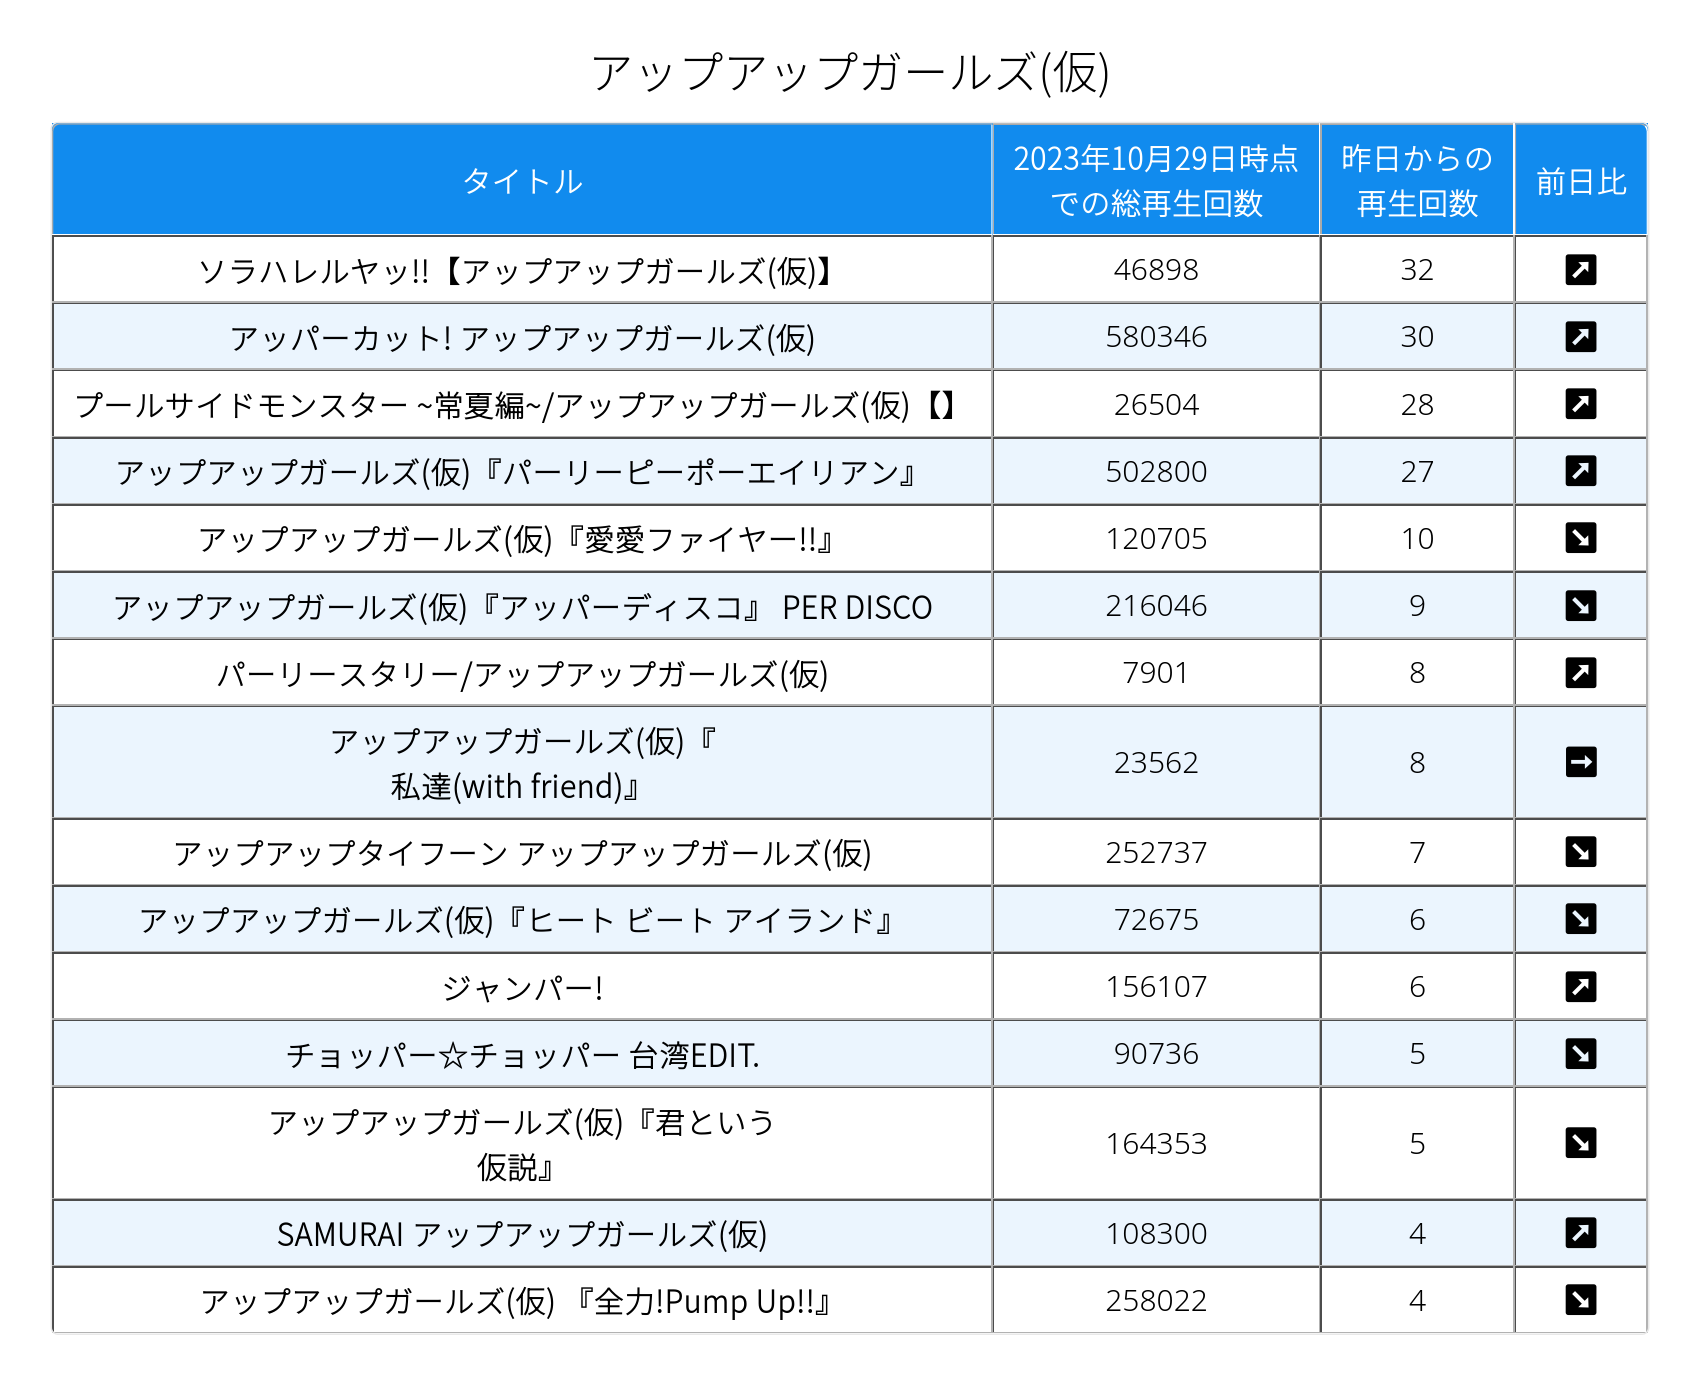 アップアップガールズ(仮)
タイトル 2023年10月29日時点 での総再生回数 昨日からの 再生回数 前日比
ソラハレルヤッ!!【アップアップガールズ(仮)】 46898 32 ↗
アッパーカット! アップアップガールズ(仮) 580346 30 ↗
プールサイドモンスター ~常夏編~/アップアップガールズ(仮)【】 26504 28 ↗
アップアップガールズ(仮)『パーリーピーポーエイリアン』 502800 27 ↗
アップアップガールズ(仮)『愛愛ファイヤー!!』 120705 10 ↘
アップアップガールズ(仮)『アッパーディスコ』 PER DISCO 216046 9 ↘
パーリースタリー/アップアップガールズ(仮) 7901 8 ↗
アップアップガールズ(仮)『
私達(with friend)』 23562 8 →
アップアップタイフーン アップアップガールズ(仮) 252737 7 ↘
アップアップガールズ(仮)『ヒート ビート アイランド』 72675 6 ↘
ジャンパー! 156107 6 ↗
チョッパー☆チョッパー 台湾EDIT. 90736 5 ↘
アップアップガールズ(仮)『君という
仮説』 164353 5 ↘
SAMURAI アップアップガールズ(仮) 108300 4 ↗
アップアップガールズ(仮) 『全力!Pump Up!!』 258022 4 ↘